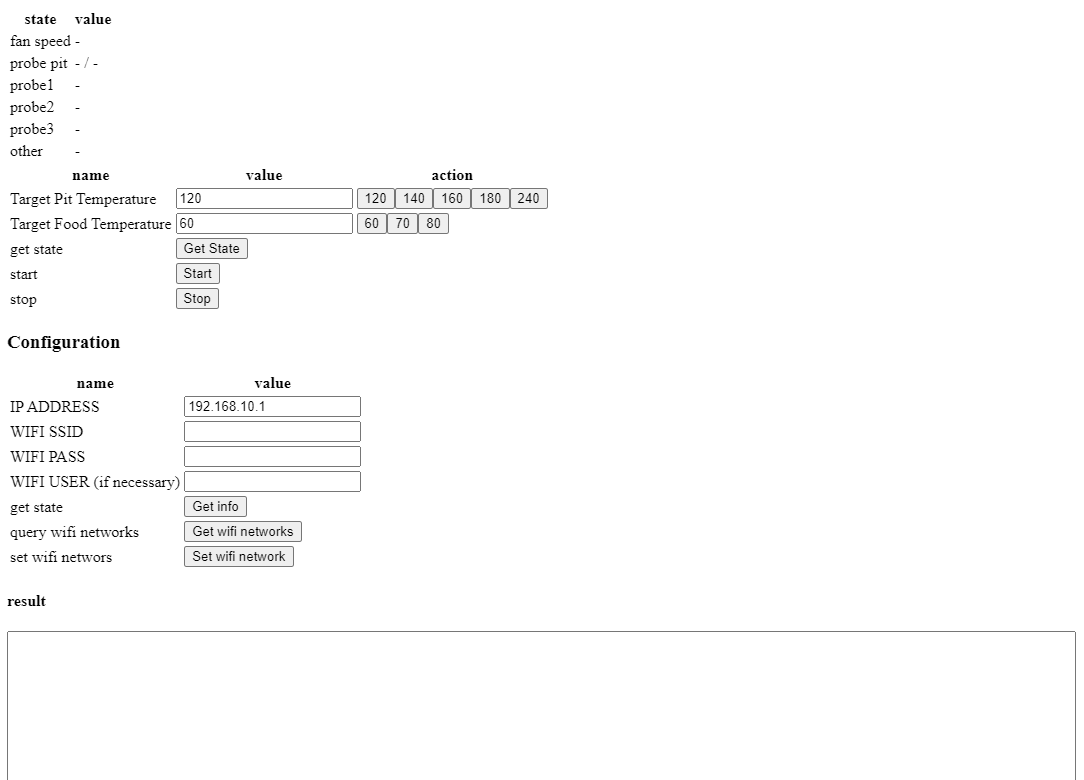 state value
fan speed -
probe pit - / -
probe1 -
probe2 -
probe3 -
other -
name value action
Target Pit Temperature 120 120 140 160 180 240
Target Food Temperature 60 60 70 80
get state Get State
start Start
stop Stop
Configuration
name value
IP ADDRESS 192.168.10.1
WIFI SSID
WIFI PASS
WIFI USER (if necessary)
get state Get info
query wifi networks Get wifi networks
set wifi networs Set wifi network
result